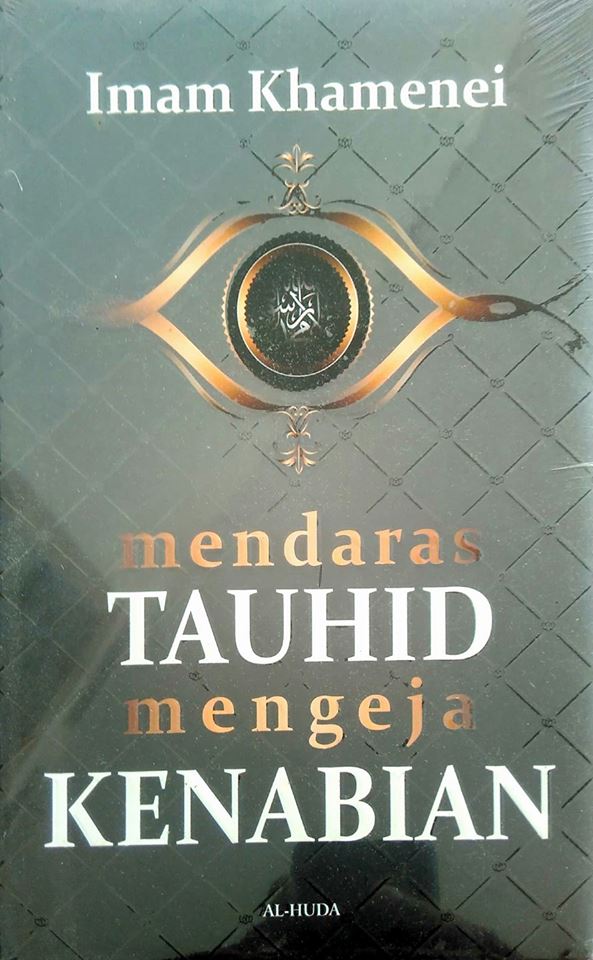 Imam Khamenei
mendaras
TAUHID
mengeja
KENABIAN
AL-HUDA